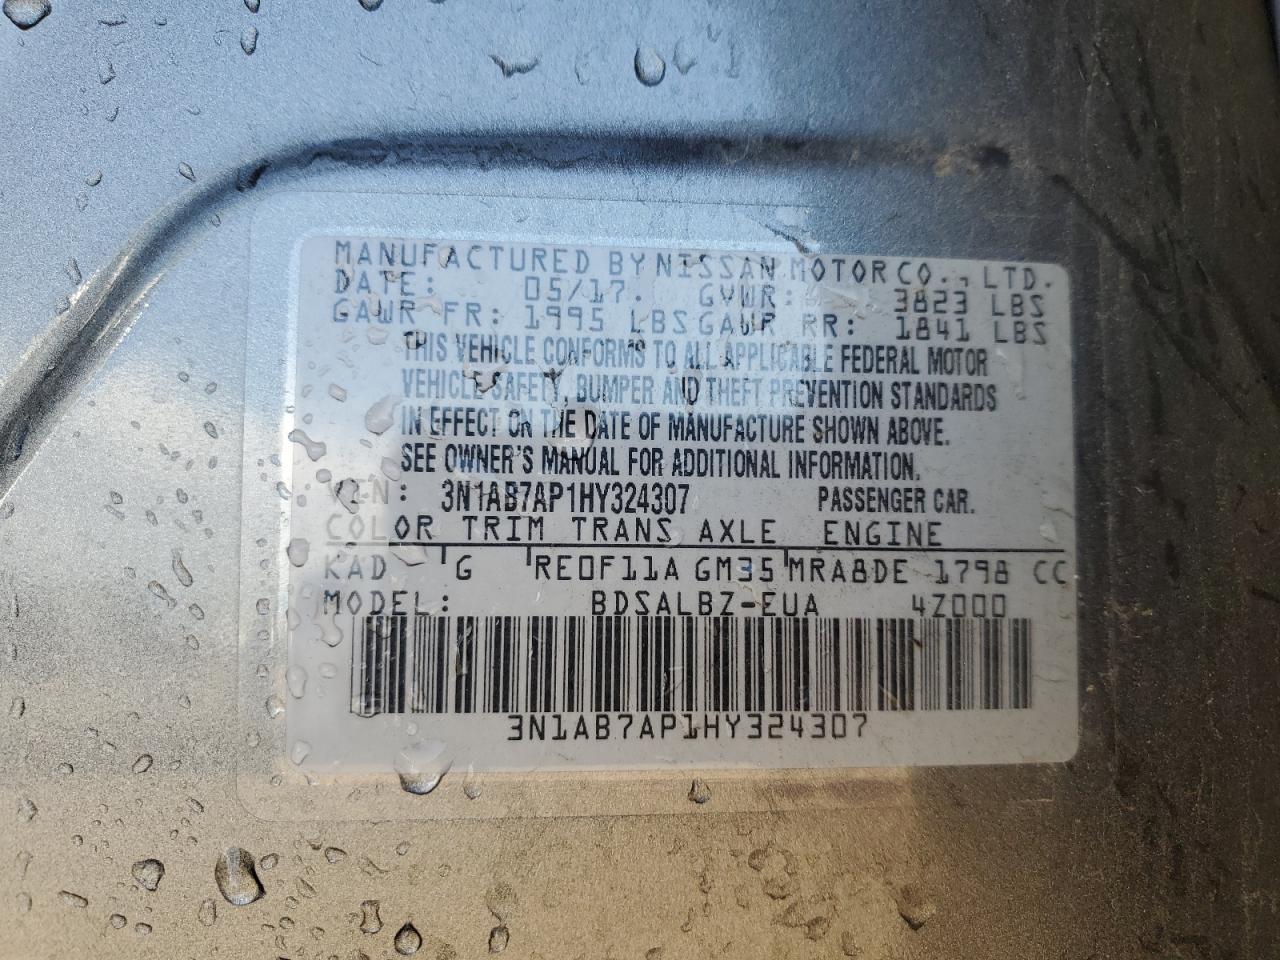 MANUFACTURED BY NISSAN MOTOR CO., LTD.
DATE: 05/17. GVWR: 3823 LBS
GAWR FR: 1995 LBS GAWR RR: 1841 LBS
THIS VEHICLE CONFORMS TO ALL APPLICABLE FEDERAL MOTOR
VEHICLE SAFETY, BUMPER AND THEFT PREVENTION STANDARDS
IN EFFECT ON THE DATE OF MANUFACTURE SHOWN ABOVE.
SEE OWNER'S MANUAL FOR ADDITIONAL INFORMATION.
VIN: 3N1AB7AP1HY324307 PASSENGER CAR.
COLOR TRIM TRANS AXLE ENGINE
KAD G RE0F11A GM35 MRA8DE 1798 CC
MODEL: BDSALBZ-EUA 4Z000
3N1AB7AP1HY324307